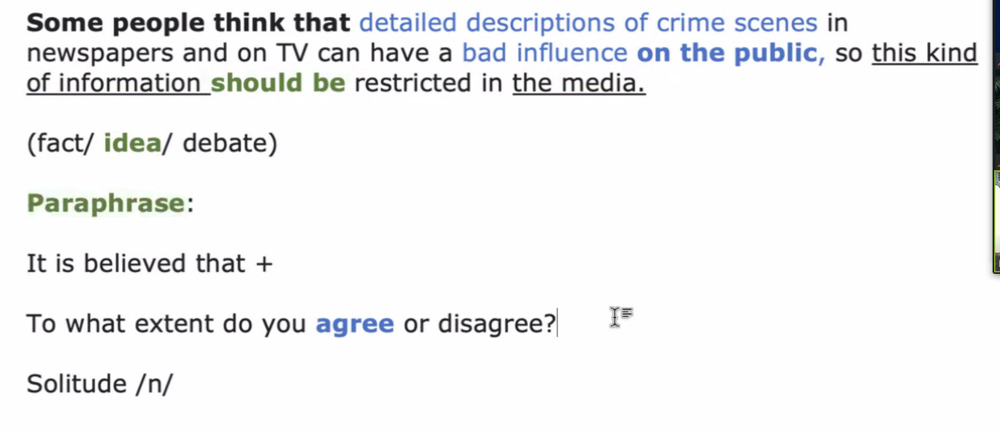 Some people think that detailed descriptions of crime scenes in
newspapers and on TV can have a bad influence on the public, so this kind
of information should be restricted in the media.
(fact/ idea/ debate)
Paraphrase:
It is believed that +
To what extent do you agree or disagree?
Solitude /n/